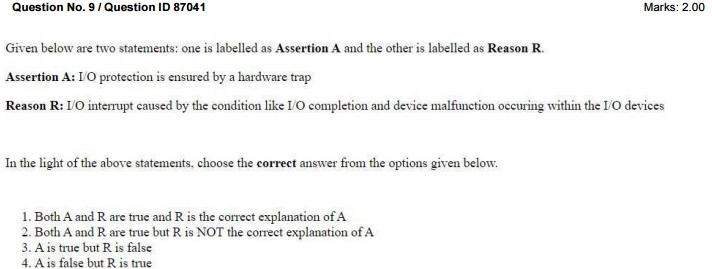 Question No. 9 / Question ID 87041 Marks: 2.00
Given below are two statements: one is labelled as Assertion A and the other is labelled as Reason R.
Assertion A: I/O protection is ensured by a hardware trap
Reason R: I/O interrupt caused by the condition like I/O completion and device malfunction occuring within the I/O devices
In the light of the above statements, choose the correct answer from the options given below.
1. Both A and R are true and R is the correct explanation of A
2. Both A and R are true but R is NOT the correct explanation of A
3. A is true but R is false
4. A is false but R is true